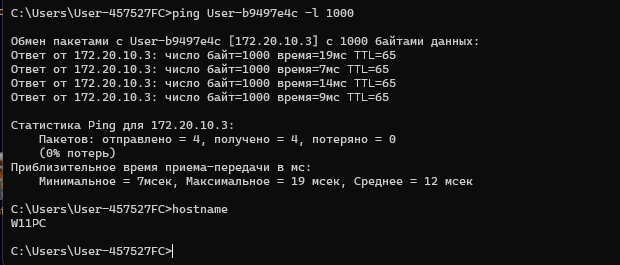 C:\Users\User-457527FC>ping User-b9497e4c -l 1000
Обмен пакетами с User-b9497e4c [172.20.10.3] с 1000 байтами данных:
Ответ от 172.20.10.3: число байт=1000 время=19мс TTL=65
Ответ от 172.20.10.3: число байт=1000 время=7мс TTL=65
Ответ от 172.20.10.3: число байт=1000 время=14мс TTL=65
Ответ от 172.20.10.3: число байт=1000 время=9мс TTL=65
Статистика Ping для 172.20.10.3:
Пакетов: отправлено = 4, получено = 4, потеряно = 0
(0% потерь)
Приблизительное время приема-передачи в мс:
Минимальное = 7мсек, Максимальное = 19 мсек, Среднее = 12 мсек
C:\Users\User-457527FC>hostname
W11PC
C:\Users\User-457527FC>